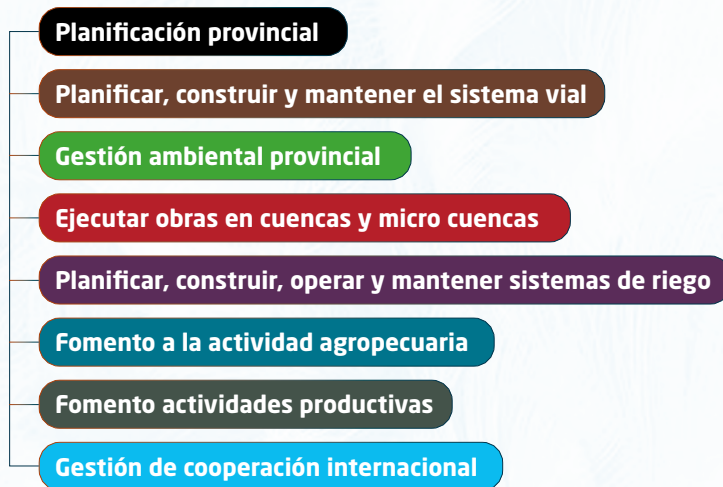 Planificación provincial
Planificar, construir y mantener el sistema vial
Gestión ambiental provincial
Ejecutar obras en cuencas y micro cuencas
Planificar, construir, operar y mantener sistemas de riego
Fomento a la actividad agropecuaria
Fomento actividades productivas
Gestión de cooperación internacional